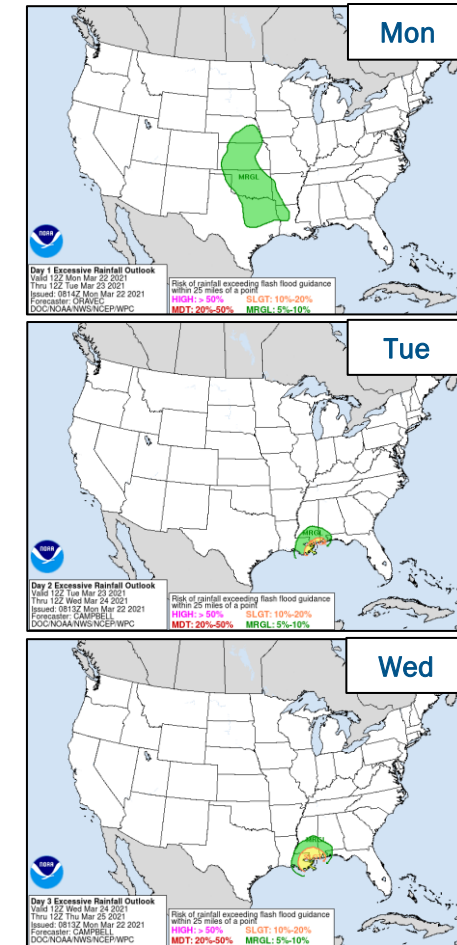 Mon
MRGL
NOAA
Day 1 Excessive Rainfall Outlook
Valid 12Z Mon Mar 22 2021
Thru 12Z Tue Mar 23 2021
Issued: 0814Z Mon Mar 22 2021
Forecaster: ORAVEC
DOC/NOAA/NWS/NCEP/WPC
Risk of rainfall exceeding flash flood guidance
within 25 miles of a point
HIGH: > 50% SLGT: 10%-20%
MDT: 20%-50% MRGL: 5%-10%
Tue
MRGL
NOAA
Day 2 Excessive Rainfall Outlook
Valid 12Z Tue Mar 23 2021
Thru 12Z Wed Mar 24 2021
Issued: 0813Z Mon Mar 22 2021
Forecaster: CAMPBELL
DOC/NOAA/NWS/NCEP/WPC
Risk of rainfall exceeding flash flood guidance
within 25 miles of a point
HIGH: > 50% SLGT: 10%-20%
MDT: 20%-50% MRGL: 5%-10%
Wed
NOAA
Day 3 Excessive Rainfall Outlook
Valid 12Z Wed Mar 24 2021
Thru 12Z Thu Mar 25 2021
Issued: 0813Z Mon Mar 22 2021
Forecaster: CAMPBELL
DOC/NOAA/NWS/NCEP/WPC
Risk of rainfall exceeding flash flood guidance
within 25 miles of a point
HIGH: > 50% SLGT: 10%-20%
MDT: 20%-50% MRGL: 5%-10%